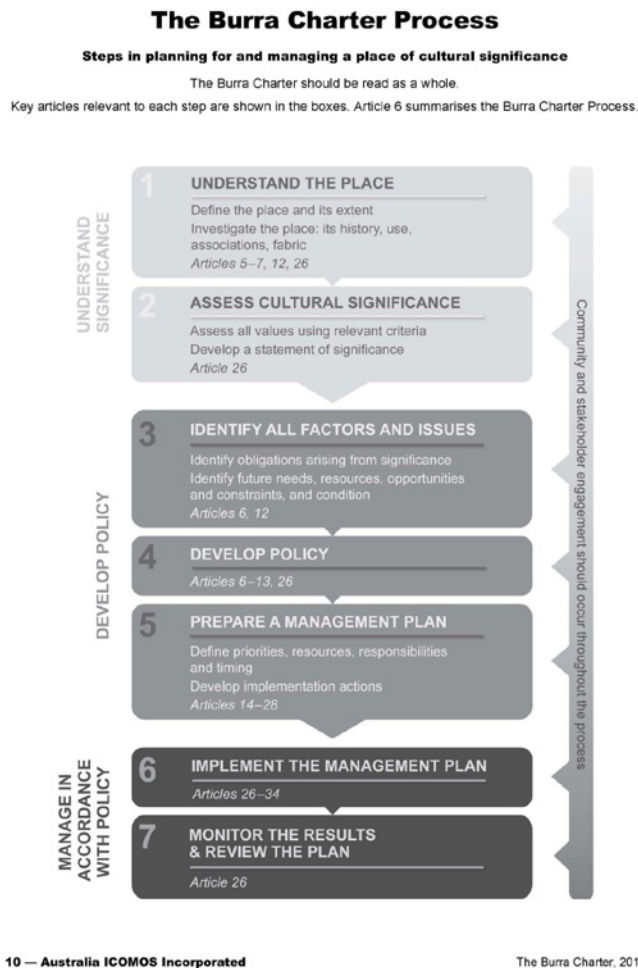 The Burra Charter Process
Steps in planning for and managing a place of cultural significance
The Burra Charter should be read as a whole.
Key articles relevant to each step are shown in the boxes. Article 6 summarises the Burra Charter Process.
UNDERSTAND
SIGNIFICANCE
1
UNDERSTAND THE PLACE
Define the place and its extent
Investigate the place: its history, use,
associations, fabric
Articles 5–7, 12, 26
2
ASSESS CULTURAL SIGNIFICANCE
Assess all values using relevant criteria
Develop a statement of significance
Article 26
DEVELOP POLICY
3
IDENTIFY ALL FACTORS AND ISSUES
Identify obligations arising from significance
Identify future needs, resources, opportunities
and constraints, and condition
Articles 6, 12
4
DEVELOP POLICY
Articles 6–13, 26
5
PREPARE A MANAGEMENT PLAN
Define priorities, resources, responsibilities
and timing
Develop implementation actions
Articles 14–28
MANAGE IN
ACCORDANCE
WITH POLICY
6
IMPLEMENT THE MANAGEMENT PLAN
Articles 26–34
7
MONITOR THE RESULTS
& REVIEW THE PLAN
Article 26
Community and stakeholder engagement should occur throughout the process
10 — Australia ICOMOS Incorporated
The Burra Charter, 201